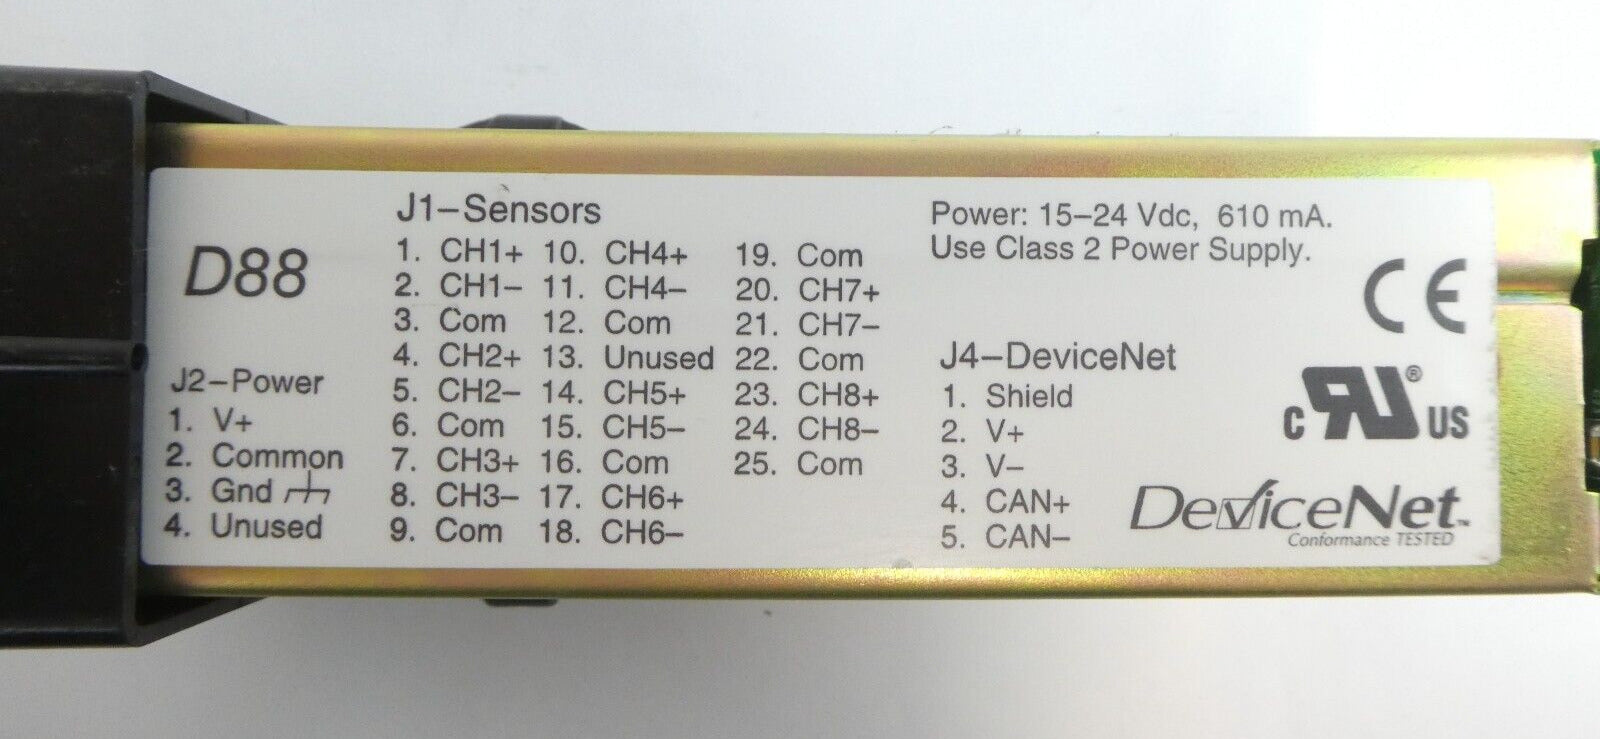 D88
J2–Power
1. V+
2. Common
3. Gnd
4. Unused
J1–Sensors
1. CH1+
2. CH1–
3. Com
4. CH2+
5. CH2–
6. Com
7. CH3+
8. CH3–
9. Com
10. CH4+
11. CH4–
12. Com
13. Unused
14. CH5+
15. CH5–
16. Com
17. CH6+
18. CH6–
19. Com
20. CH7+
21. CH7–
22. Com
23. CH8+
24. CH8–
25. Com
Power: 15–24 Vdc, 610 mA.
Use Class 2 Power Supply.
J4–DeviceNet
1. Shield
2. V+
3. V–
4. CAN+
5. CAN–
CE
c RU® US
DeviceNet™
Conformance TESTED